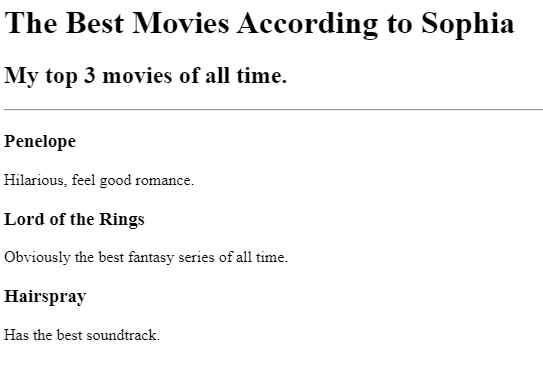 The Best Movies According to Sophia
My top 3 movies of all time.
Penelope
Hilarious, feel good romance.
Lord of the Rings
Obviously the best fantasy series of all time.
Hairspray
Has the best soundtrack.